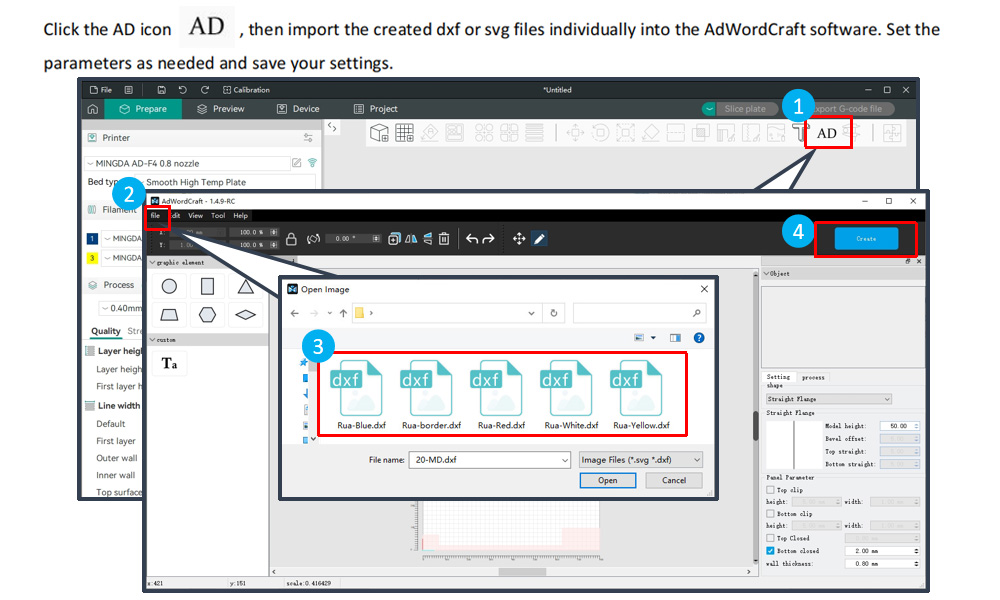 Click the AD icon AD , then import the created dxf or svg files individually into the AdWordCraft software. Set the
parameters as needed and save your settings.
File Calibration *Untitled
Prepare Preview Device Project Slice plate Export G-code file
1
AD
Printer
MINGDA AD-F4 0.8 nozzle
Bed type Smooth High Temp Plate
Filament
1 MINGDA
3 MINGDA
Process
0.40mm
Quality
Layer height
Layer height
First layer h
Line width
Default
First layer
Outer wall
Inner wall
Top surface
2
AdWordCraft - 1.4.9-RC
File Edit View Tool Help
X: 100.0 %
Y: 100.0 %
0.00 °
4
Create
graphic element
custom
Ta
Open Image
3
dxf dxf dxf dxf dxf
Rua-Blue.dxf Rua-border.dxf Rua-Red.dxf Rua-White.dxf Rua-Yellow.dxf
File name: 20-MD.dxf Image Files (*.svg *.dxf)
Open Cancel
Object
Setting process
shape
Straight Flange
Straight Flange
Model height: 50.00
Bevel offset:
Top straight:
Bottom straight:
Panel Parameter
Top clip
height: width:
Bottom clip
height: width:
Top Closed
Bottom closed 2.00 mm
wall thickness: 0.80 mm
x:421 y:151 scale:0.416429